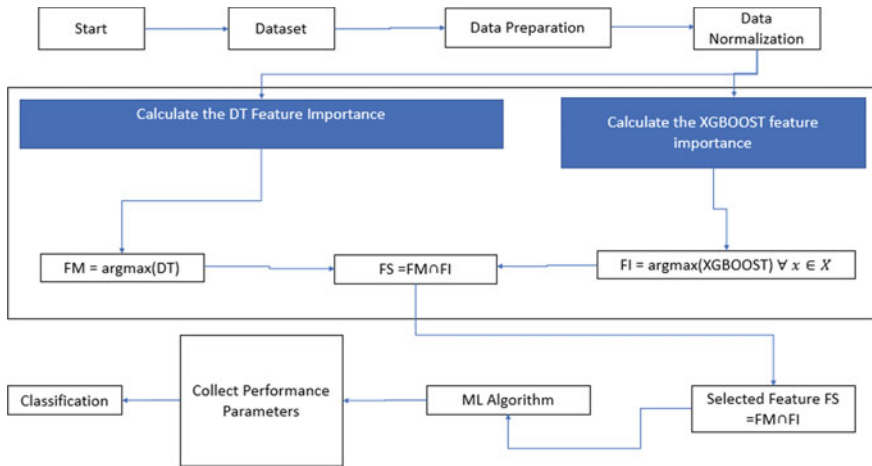 Start
Dataset
Data Preparation
Data
Normalization
Calculate the DT Feature Importance
Calculate the XGBOOST feature
importance
FM = argmax(DT)
FS =FM∩FI
FI = argmax(XGBOOST) ∀ x ∈ X
Classification
Collect Performance
Parameters
ML Algorithm
Selected Feature FS
=FM∩FI